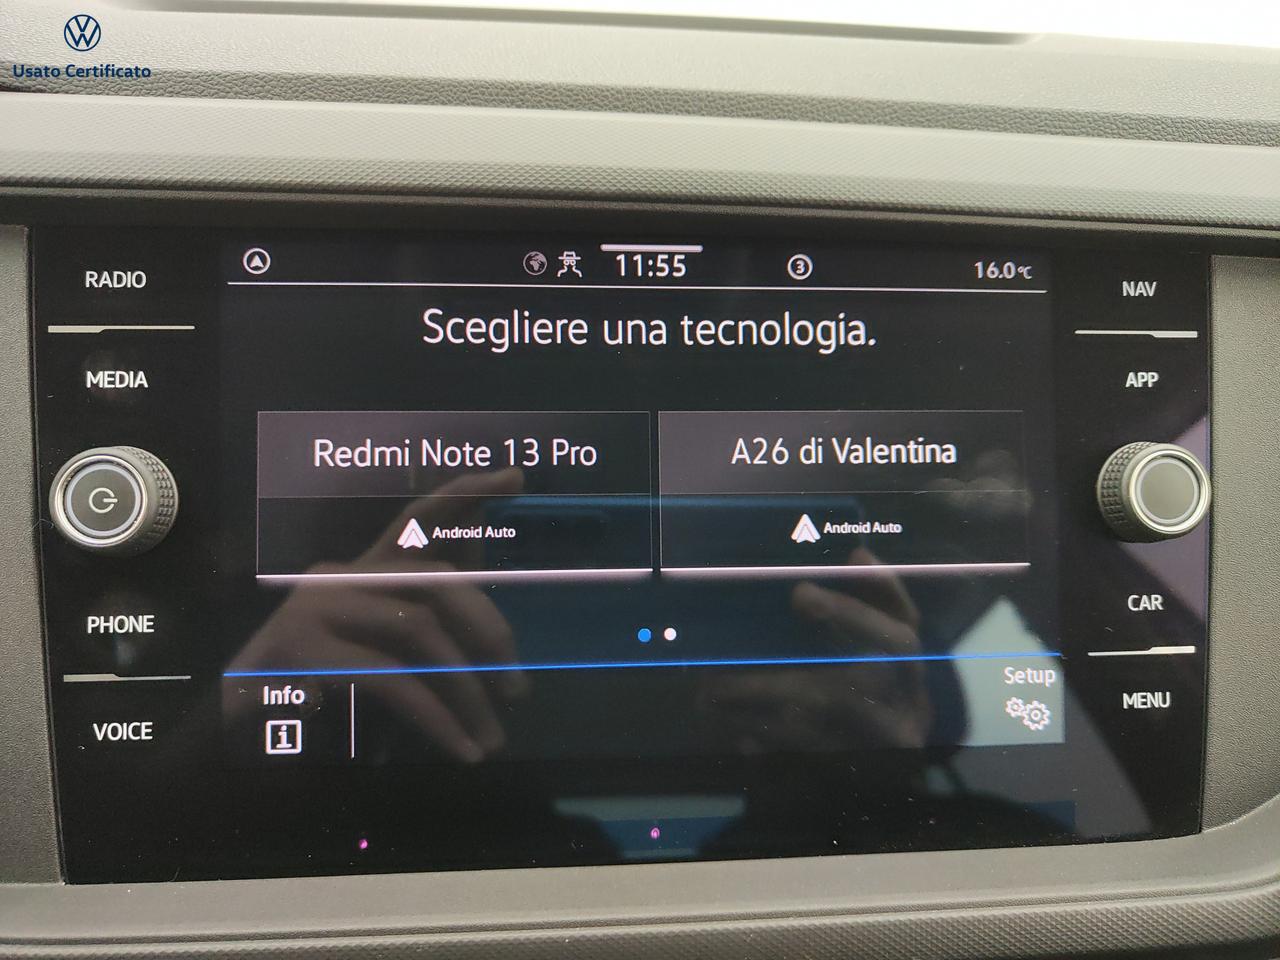 Usato Certificato
RADIO
MEDIA
PHONE
VOICE
11:55
3
16.0°C
Scegliere una tecnologia.
Redmi Note 13 Pro
Android Auto
A26 di Valentina
Android Auto
Info
Setup
NAV
APP
CAR
MENU